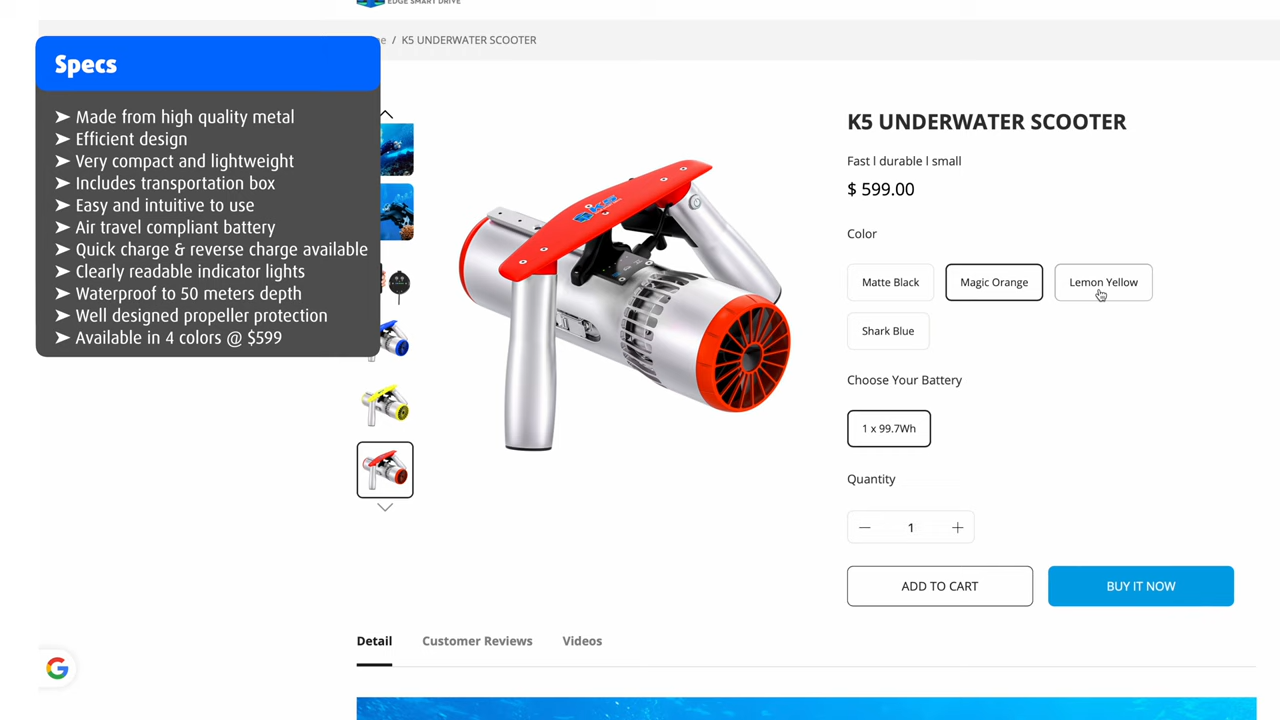 EDGE SMART DRIVE
/ K5 UNDERWATER SCOOTER
Specs
➤ Made from high quality metal
➤ Efficient design
➤ Very compact and lightweight
➤ Includes transportation box
➤ Easy and intuitive to use
➤ Air travel compliant battery
➤ Quick charge & reverse charge available
➤ Clearly readable indicator lights
➤ Waterproof to 50 meters depth
➤ Well designed propeller protection
➤ Available in 4 colors @ $599
K5 UNDERWATER SCOOTER
Fast l durable l small
$ 599.00
Color
Matte Black
Magic Orange
Lemon Yellow
Shark Blue
Choose Your Battery
1 x 99.7Wh
Quantity
1
ADD TO CART
BUY IT NOW
Detail
Customer Reviews
Videos